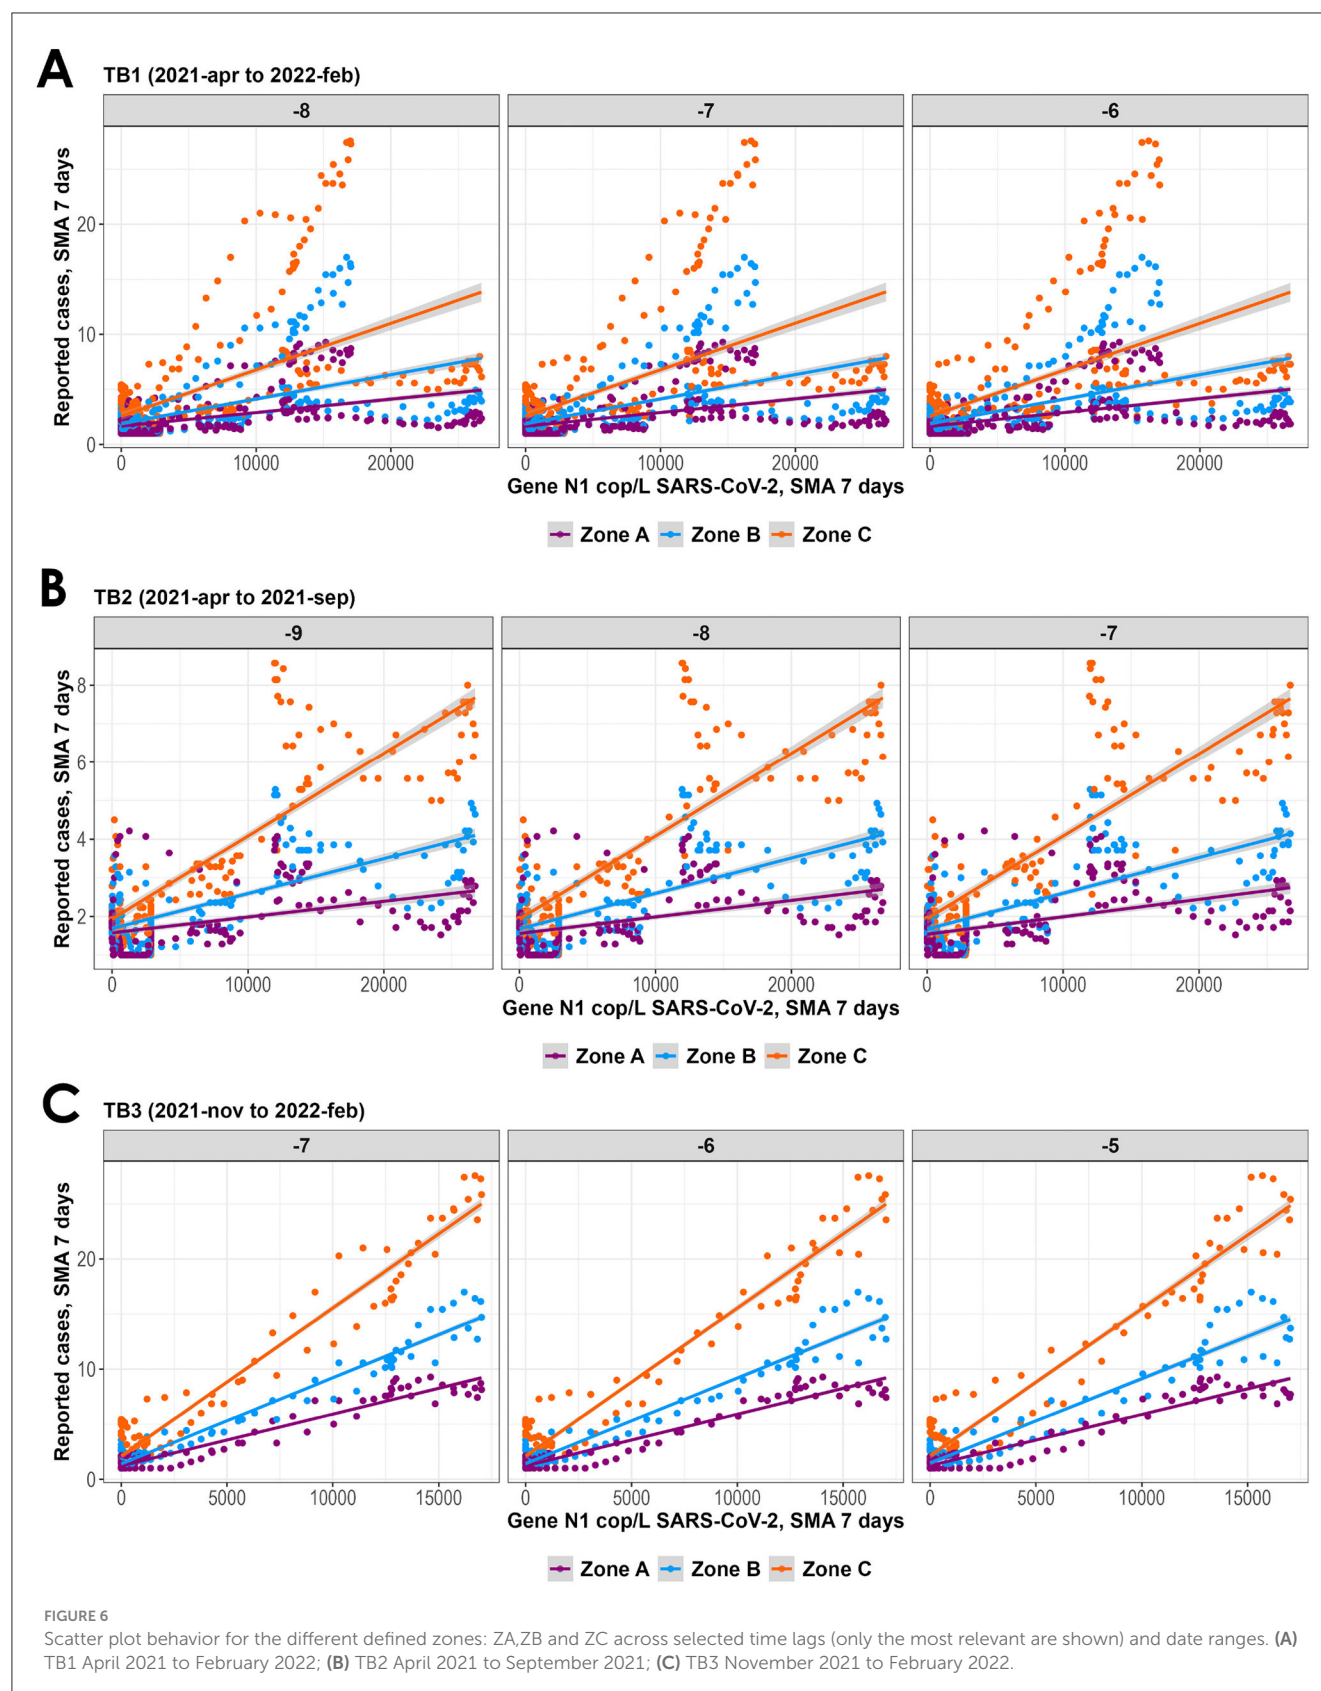 A
TB1 (2021-apr to 2022-feb)
-8 -7 -6
Reported cases, SMA 7 days
20
10
0
0 10000 20000 0 10000 20000 0 10000 20000
Gene N1 cop/L SARS-CoV-2, SMA 7 days
Zone A Zone B Zone C
B
TB2 (2021-apr to 2021-sep)
-9 -8 -7
Reported cases, SMA 7 days
8
6
4
2
0 10000 20000 0 10000 20000 0 10000 20000
Gene N1 cop/L SARS-CoV-2, SMA 7 days
Zone A Zone B Zone C
C
TB3 (2021-nov to 2022-feb)
-7 -6 -5
Reported cases, SMA 7 days
20
10
0
0 5000 10000 15000 0 5000 10000 15000 0 5000 10000 15000
Gene N1 cop/L SARS-CoV-2, SMA 7 days
Zone A Zone B Zone C
FIGURE 6
Scatter plot behavior for the different defined zones: ZA,ZB and ZC across selected time lags (only the most relevant are shown) and date ranges. (A)
TB1 April 2021 to February 2022; (B) TB2 April 2021 to September 2021; (C) TB3 November 2021 to February 2022.